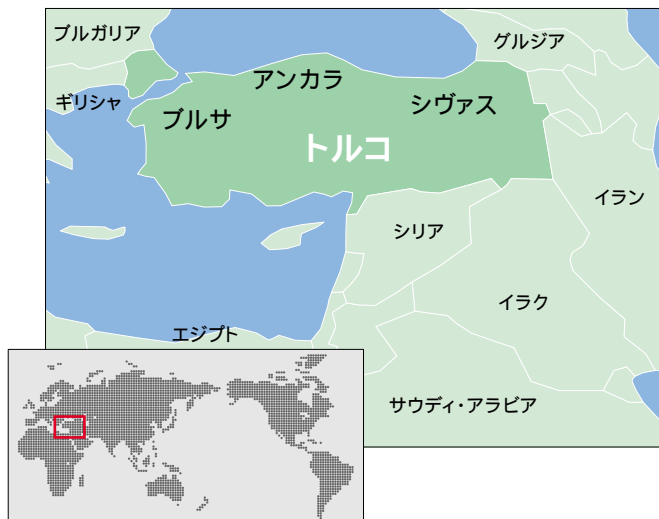 ブルガリア
グルジア
アンカラ
ギリシャ
シヴァス
ブルサ
トルコ
イラン
シリア
イラク
エジプト
サウディ・アラビア